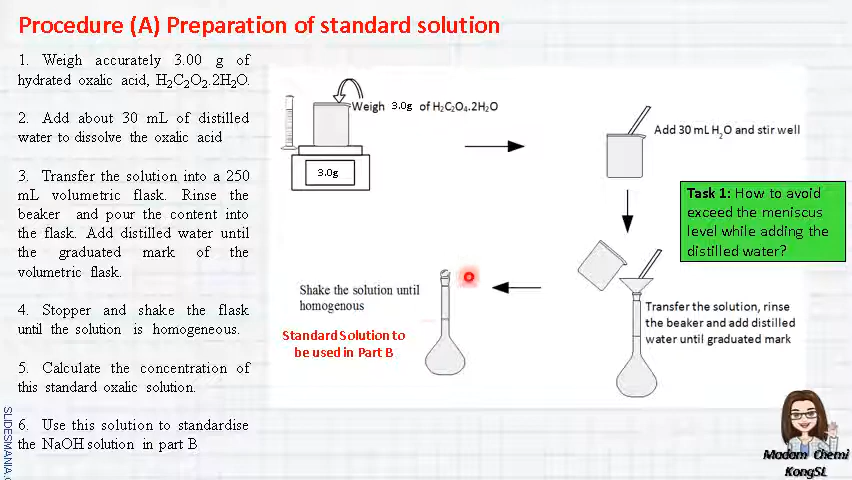 Procedure (A) Preparation of standard solution
1. Weigh accurately 3.00 g of
hydrated oxalic acid, H2C2O2.2H2O.
2. Add about 30 mL of distilled
water to dissolve the oxalic acid
3. Transfer the solution into a 250
mL volumetric flask. Rinse the
beaker and pour the content into
the flask. Add distilled water until
the graduated mark of the
volumetric flask.
4. Stopper and shake the flask
until the solution is homogeneous.
5. Calculate the concentration of
this standard oxalic solution.
6. Use this solution to standardise
the NaOH solution in part B
Weigh 3.0g of H2C2O4.2H2O
3.0g
Add 30 mL H2O and stir well
Task 1: How to avoid
exceed the meniscus
level while adding the
distilled water?
Transfer the solution, rinse
the beaker and add distilled
water until graduated mark
Shake the solution until
homogenous
Standard Solution to
be used in Part B
Madam Chemi
KongSL